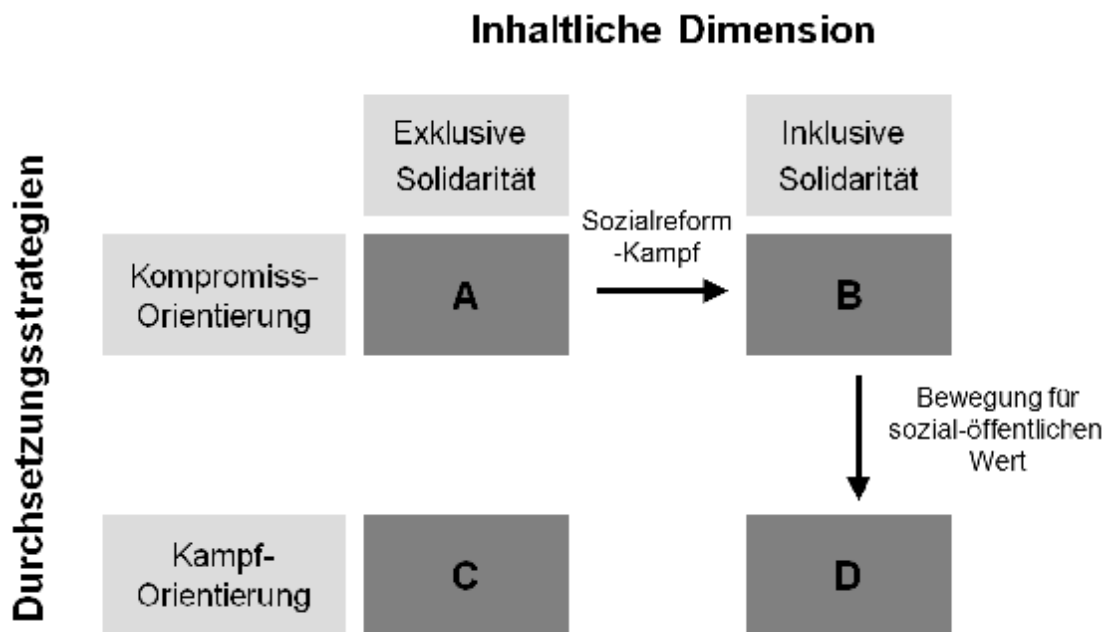 Inhaltliche Dimension
Durchsetzungsstrategien
Exklusive
Solidarität
Inklusive
Solidarität
Sozialreform
-Kampf
Kompromiss-
Orientierung
A
B
Bewegung für
sozial-öffentlichen
Wert
Kampf-
Orientierung
C
D